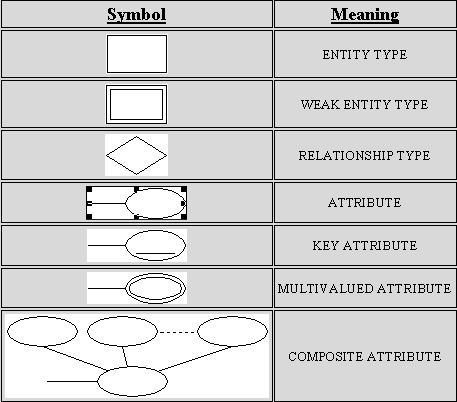 Symbol Meaning
ENTITY TYPE
WEAK ENTITY TYPE
RELATIONSHIP TYPE
ATTRIBUTE
KEY ATTRIBUTE
MULTIVALUED ATTRIBUTE
COMPOSITE ATTRIBUTE